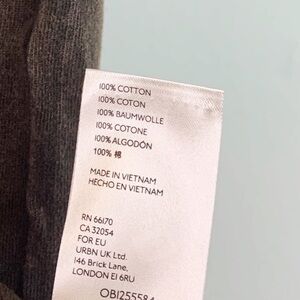 100% COTTON
100% COTON
100% BAUMWOLLE
100% COTONE
100% ALGODÓN
100% 棉
MADE IN VIETNAM
HECHO EN VIETNAM
RN 66170
CA 32054
FOR EU
URBN UK Ltd.
146 Brick Lane,
LONDON E1 6RU